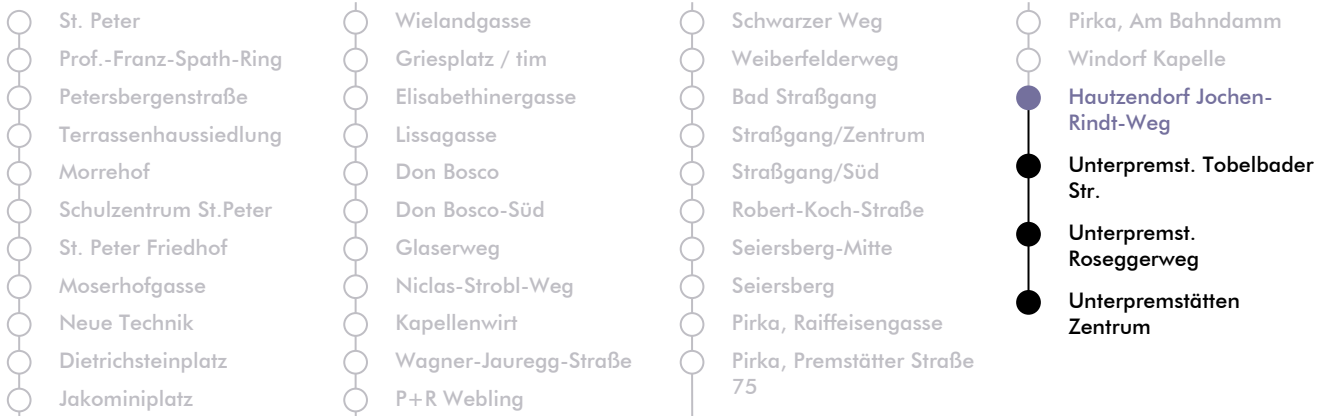 St. Peter
Prof.-Franz-Spath-Ring
Petersbergenstraße
Terrassenhaussiedlung
Morrehof
Schulzentrum St.Peter
St. Peter Friedhof
Moserhofgasse
Neue Technik
Dietrichsteinplatz
Jakominiplatz
Wielandgasse
Griesplatz / tim
Elisabethinergasse
Lissagasse
Don Bosco
Don Bosco-Süd
Glaserweg
Niclas-Strobl-Weg
Kapellenwirt
Wagner-Jauregg-Straße
P+R Webling
Schwarzer Weg
Weiberfelderweg
Bad Straßgang
Straßgang/Zentrum
Straßgang/Süd
Robert-Koch-Straße
Seiersberg-Mitte
Seiersberg
Pirka, Raiffeisengasse
Pirka, Premstätter Straße
75
Pirka, Am Bahndamm
Windorf Kapelle
Hautzendorf Jochen-
Rindt-Weg
Unterpremst. Tobelbader
Str.
Unterpremst.
Roseggerweg
Unterpremstätten
Zentrum